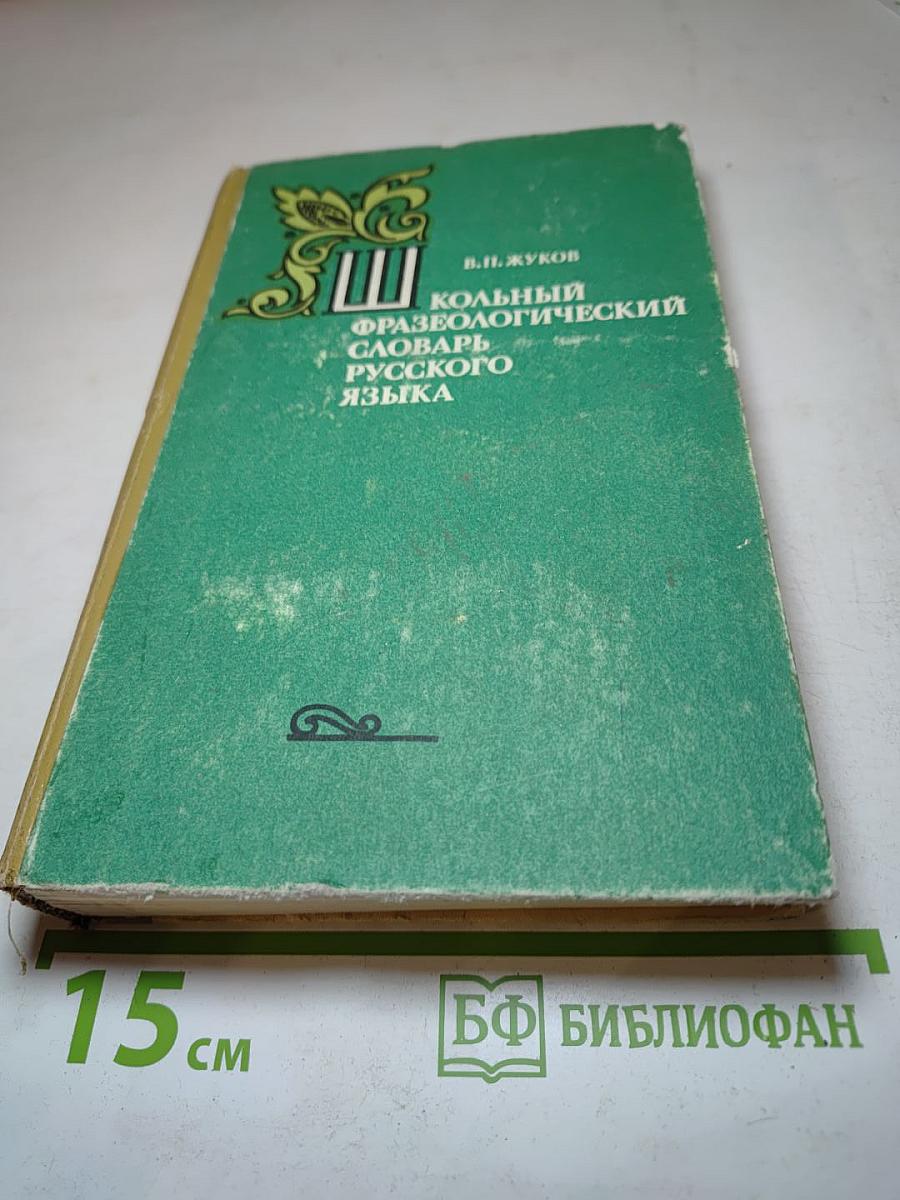 В.П. ЖУКОВ
ШКОЛЬНЫЙ
ФРАЗЕОЛОГИЧЕСКИЙ
СЛОВАРЬ
РУССКОГО
ЯЗЫКА
15 см
БФ БИБЛИОФАН